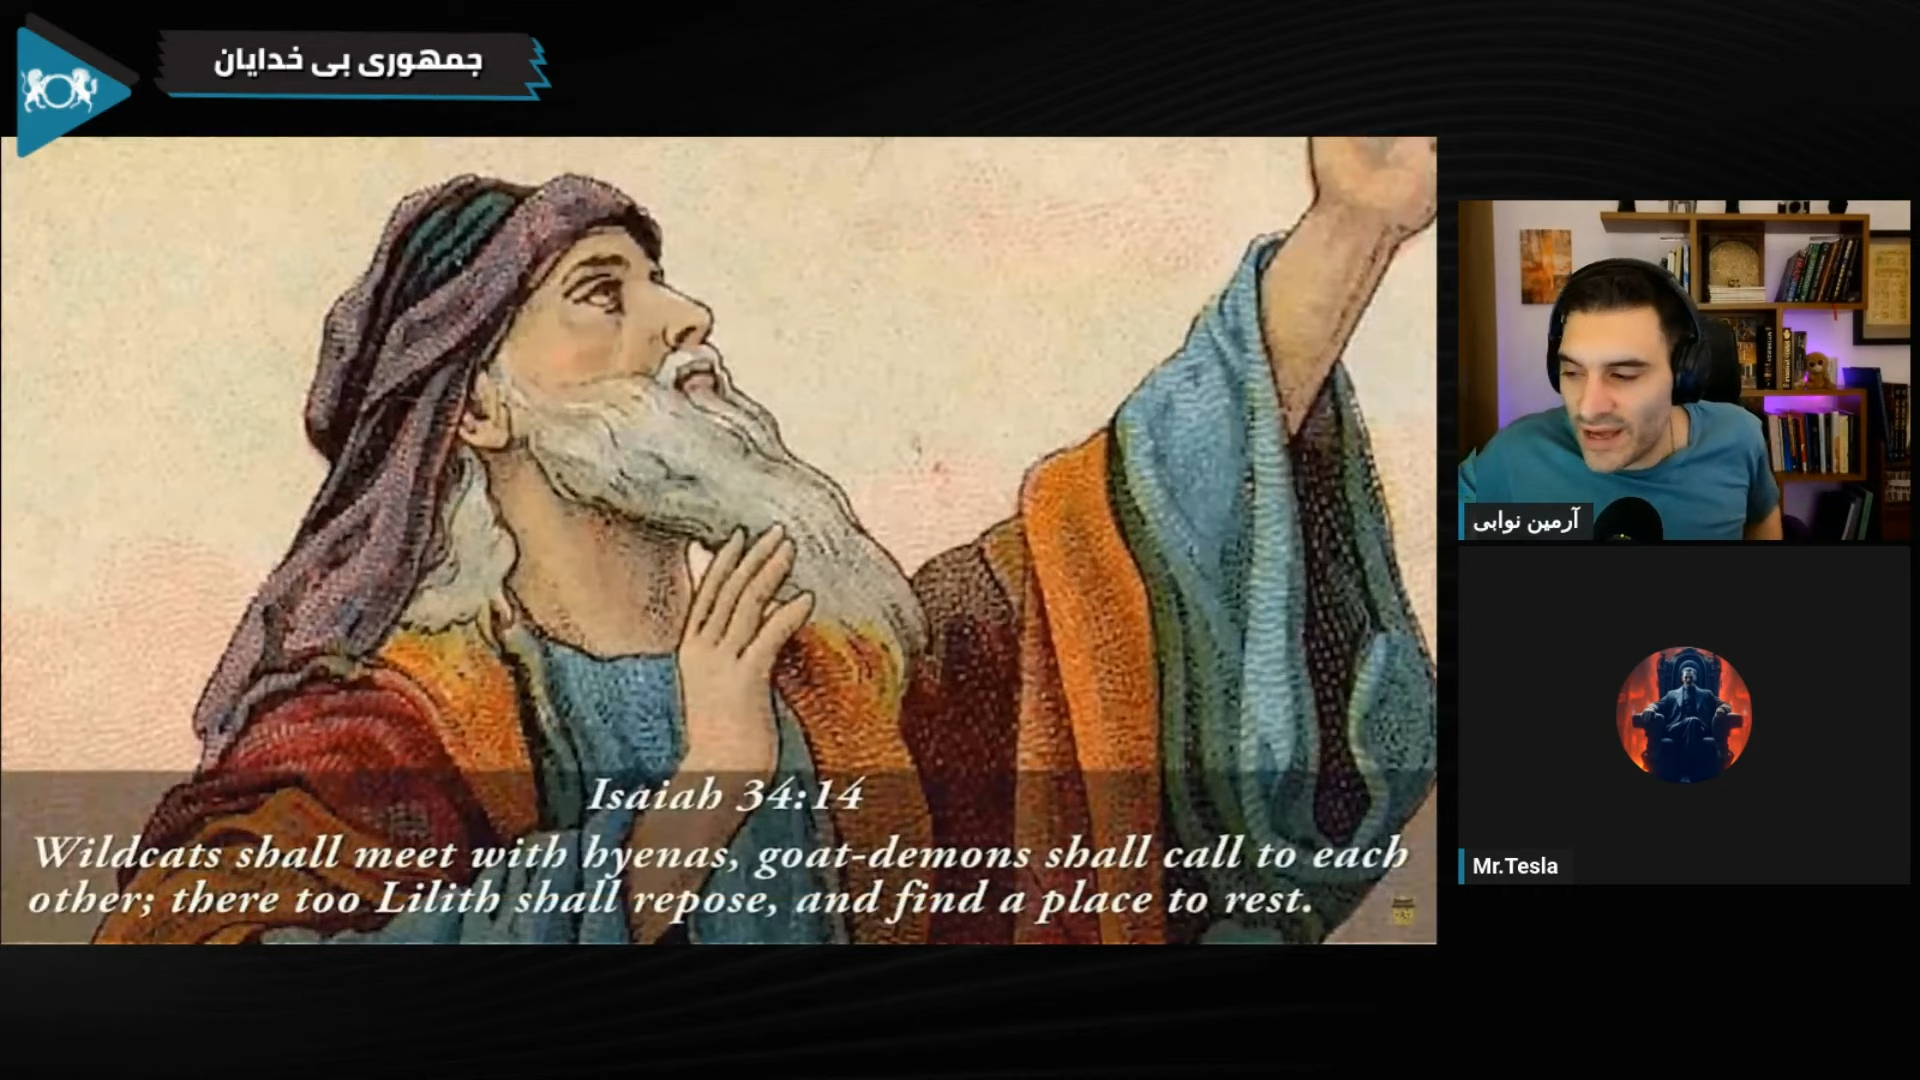 جمهوری بی خدایان
Isaiah 34:14
Wildcats shall meet with hyenas, goat-demons shall call to each
other; there too Lilith shall repose, and find a place to rest.
آرمین نوابی
Mr.Tesla